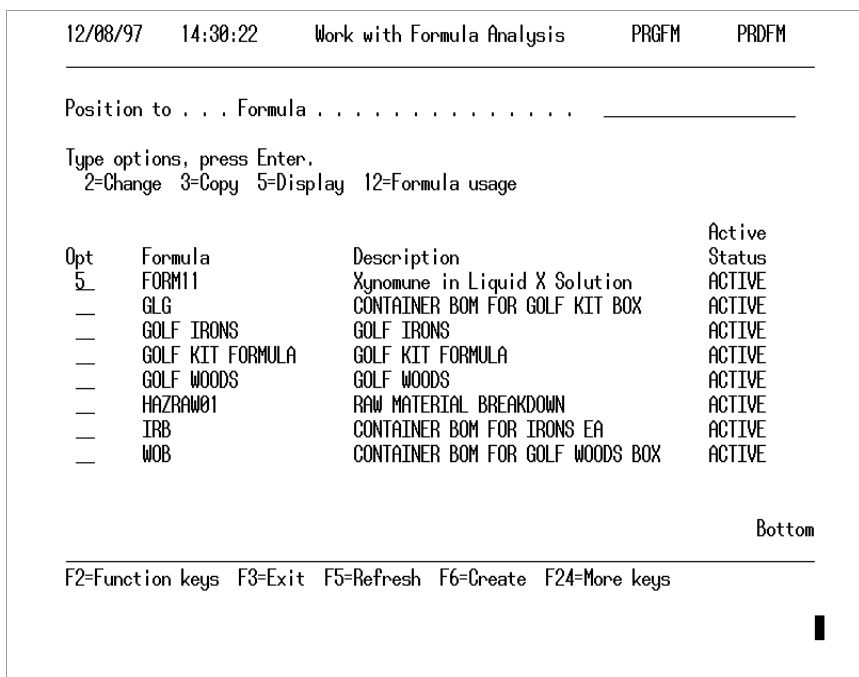 12/08/97 14:30:22 Work with Formula Analysis PRGFM PRDFM
Position to . . . Formula . . . . . . . . . . . . . .
Type options, press Enter.
2=Change 3=Copy 5=Display 12=Formula usage
Active
Opt Formula Description Status
5 FORM11 Xynomune in Liquid X Solution ACTIVE
GLG CONTAINER BOM FOR GOLF KIT BOX ACTIVE
GOLF IRONS GOLF IRONS ACTIVE
GOLF KIT FORMULA GOLF KIT FORMULA ACTIVE
GOLF WOODS GOLF WOODS ACTIVE
HAZRAW01 RAW MATERIAL BREAKDOWN ACTIVE
IRB CONTAINER BOM FOR IRONS EA ACTIVE
WOB CONTAINER BOM FOR GOLF WOODS BOX ACTIVE
Bottom
F2=Function keys F3=Exit F5=Refresh F6=Create F24=More keys